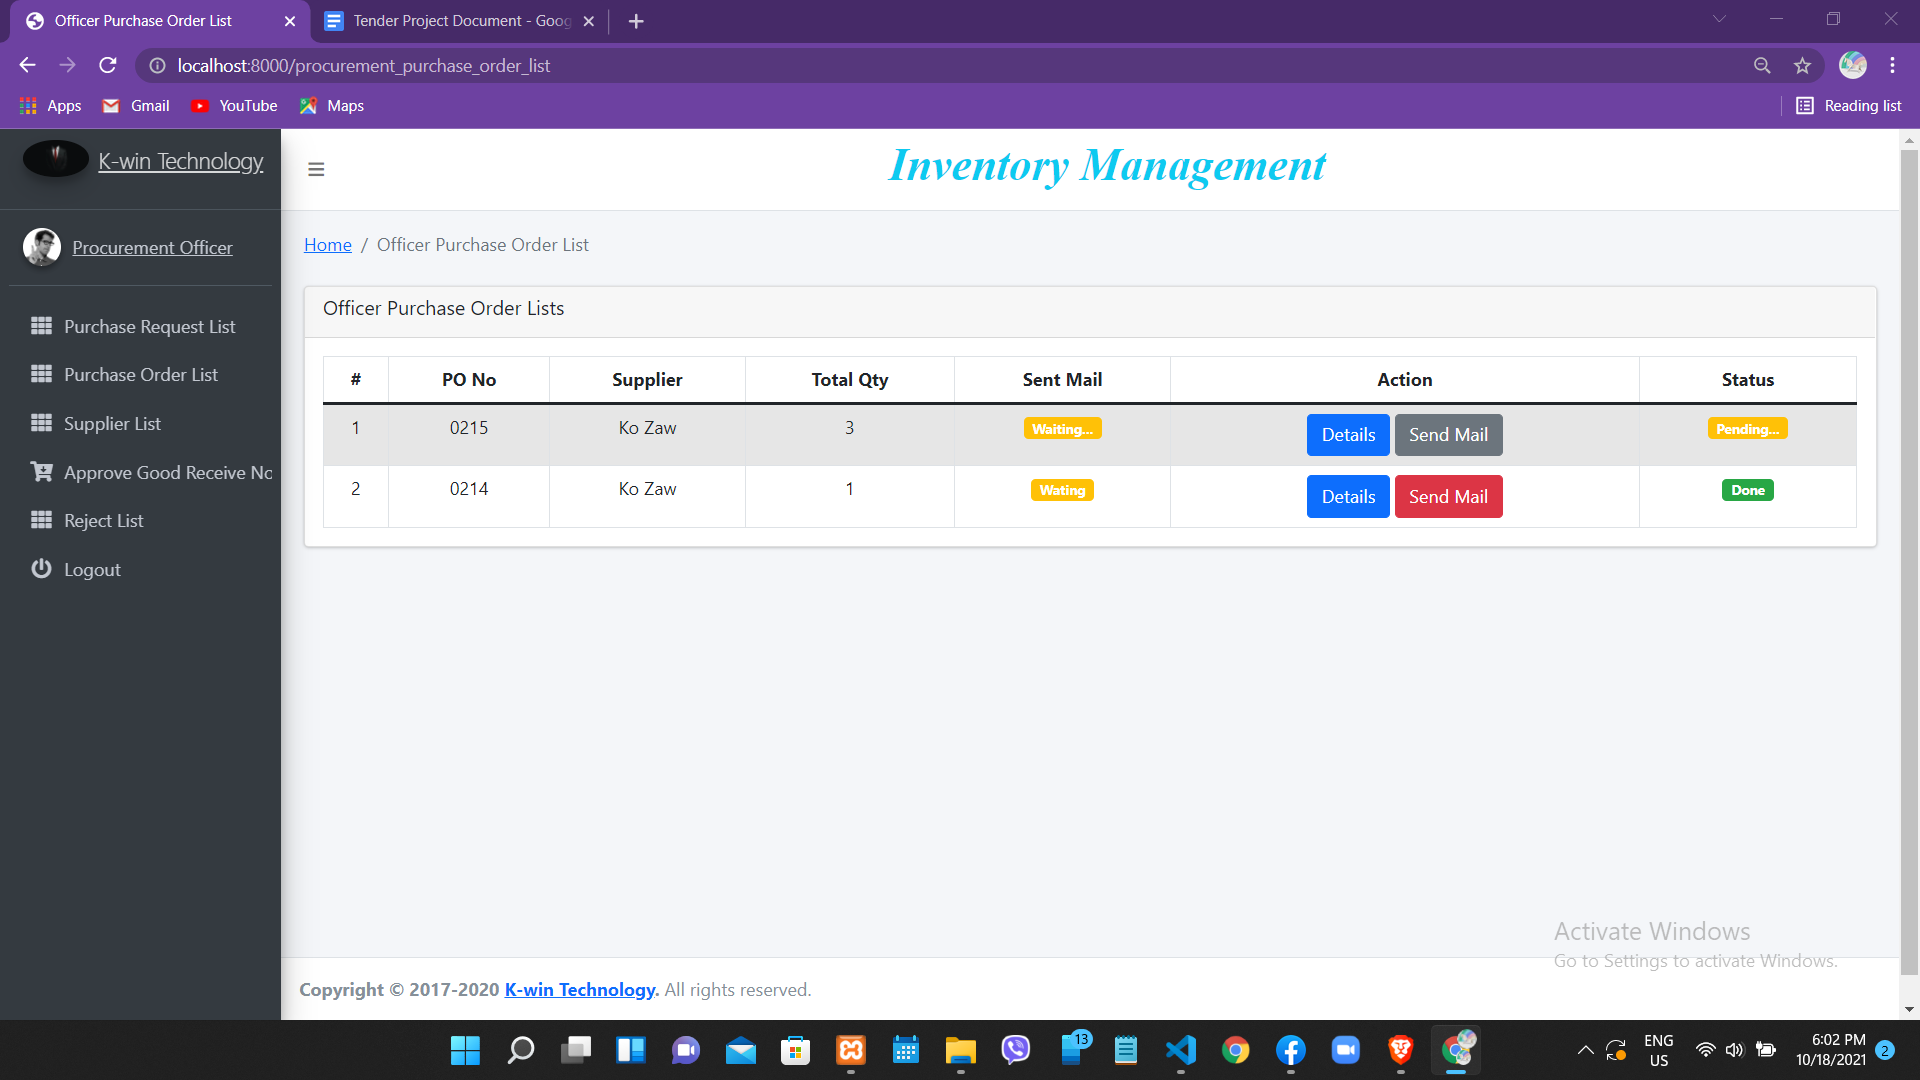 Officer Purchase Order List
Tender Project Document - Goog
localhost:8000/procurement_purchase_order_list
Apps
Gmail
YouTube
Maps
Reading list
K-win Technology
Inventory Management
Procurement Officer
Home / Officer Purchase Order List
Purchase Request List
Purchase Order List
Supplier List
Approve Good Receive No
Reject List
Logout
Officer Purchase Order Lists
# PO No Supplier Total Qty Sent Mail Action Status
1 0215 Ko Zaw 3 Waiting... Details Send Mail Pending...
2 0214 Ko Zaw 1 Wating Details Send Mail Done
Activate Windows
Go to Settings to activate Windows.
Copyright © 2017-2020 K-win Technology. All rights reserved.
13
ENG
US
6:02 PM
10/18/2021
2